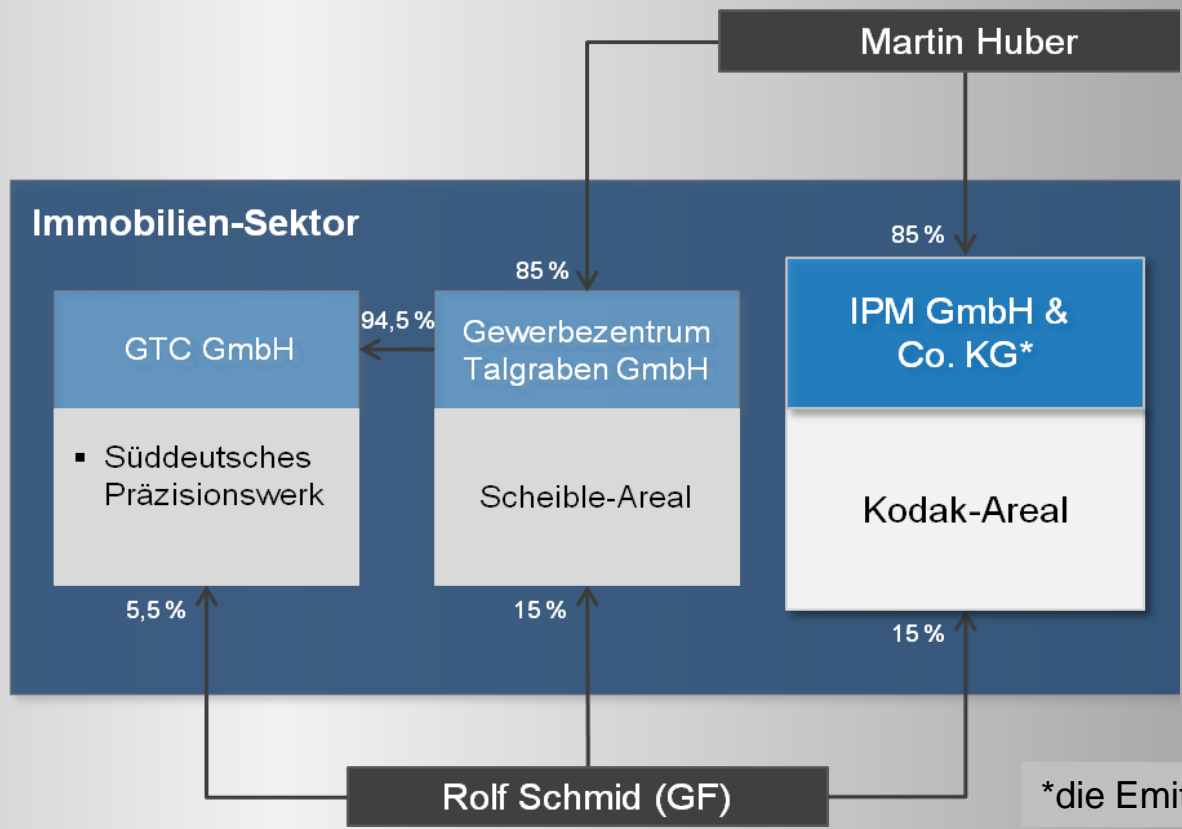 Martin Huber
Immobilien-Sektor
85 %
85 %
94,5 %
GTC GmbH
Gewerbezentrum
Talgraben GmbH
IPM GmbH &
Co. KG*
▪ Süddeutsches
Präzisionswerk
Scheible-Areal
Kodak-Areal
5,5 %
15 %
15 %
Rolf Schmid (GF)
*die